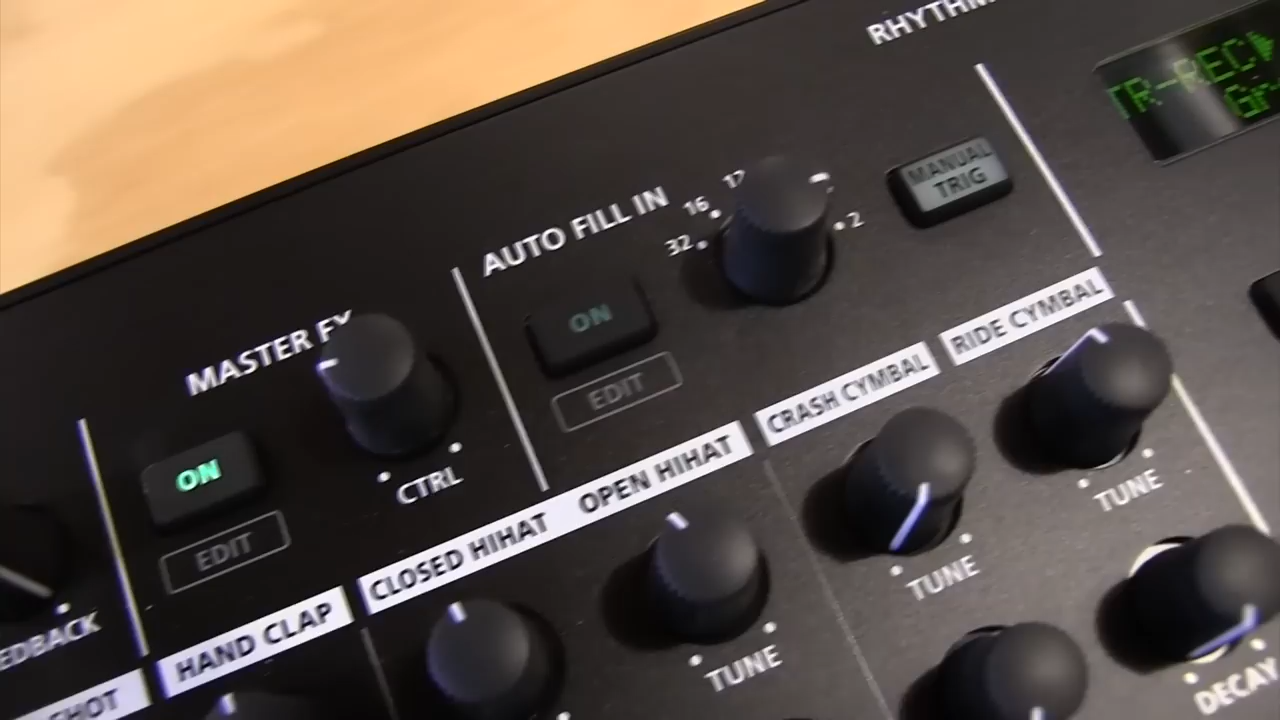 RHYTHM
TR-REC
MANUAL
TRIG
AUTO FILL IN
32
16
12
2
ON
EDIT
MASTER FX
ON
EDIT
CTRL
RIDE CYMBAL
CRASH CYMBAL
OPEN HIHAT
CLOSED HIHAT
HAND CLAP
SHOT
EDBACK
TUNE
TUNE
TUNE
DECAY